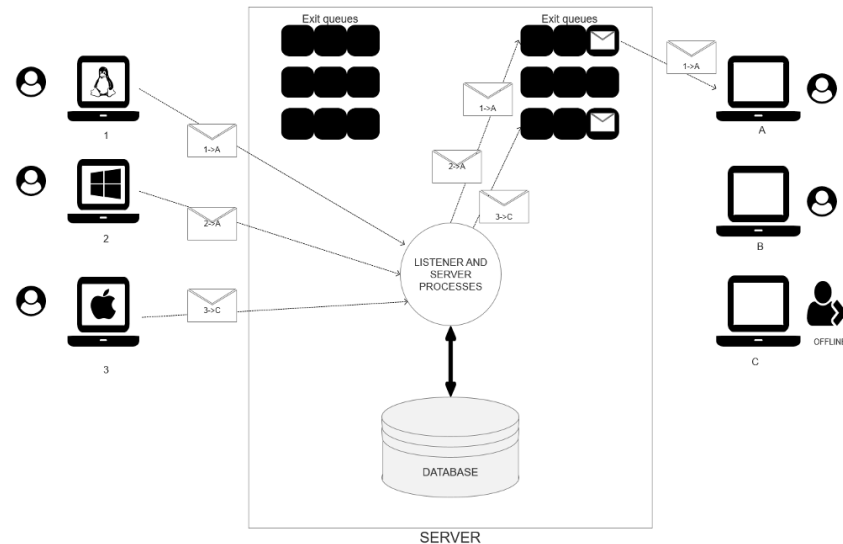 Exit queues
Exit queues
1->A
1
A
1->A
1->A
2->A
2
2->A
3->C
B
LISTENER AND
SERVER
PROCESSES
3->C
3
C
OFFLINE
DATABASE
SERVER